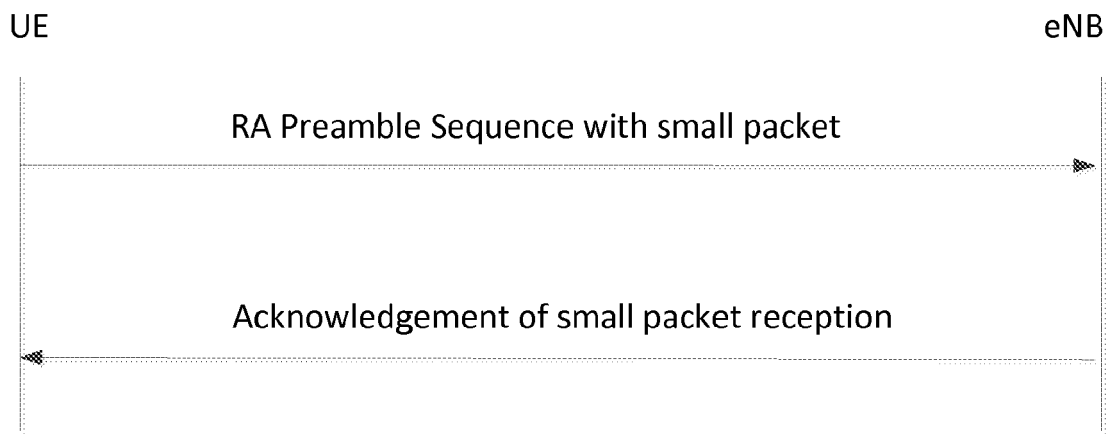 UE
eNB
RA Preamble Sequence with small packet
Acknowledgement of small packet reception